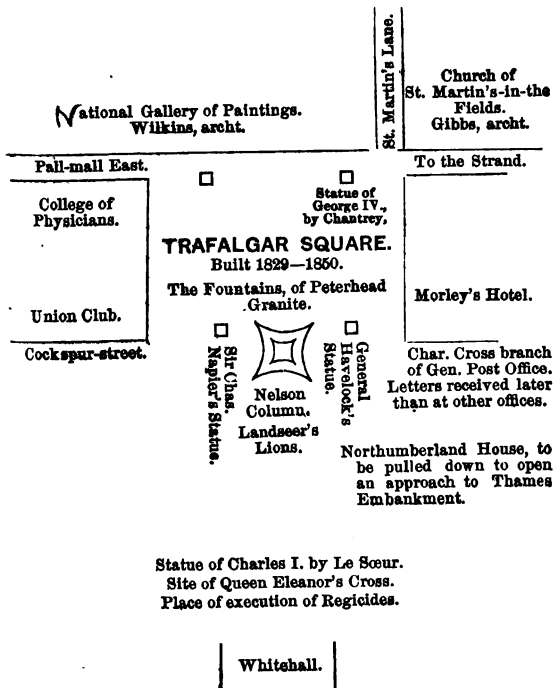 St. Martin's Lane.
Church of
St. Martin's-in-the
Fields.
Gibbs, archt.
National Gallery of Paintings.
Wilkins, archt.
Pall-mall East.
To the Strand.
College of
Physicians.
Statue of
George IV.,
by Chantrey.
TRAFALGAR SQUARE.
Built 1829—1850.
The Fountains, of Peterhead
Granite.
Union Club.
Morley's Hotel.
Cockspur-street.
Sir Chas.
Napier's Statue.
Nelson
Column.
Landseer's
Lions.
General
Havelock's
Statue.
Char. Cross branch
of Gen. Post Office.
Letters received later
than at other offices.
Northumberland House, to
be pulled down to open
an approach to Thames
Embankment.
Statue of Charles I. by Le Sœur.
Site of Queen Eleanor's Cross.
Place of execution of Regicides.
Whitehall.